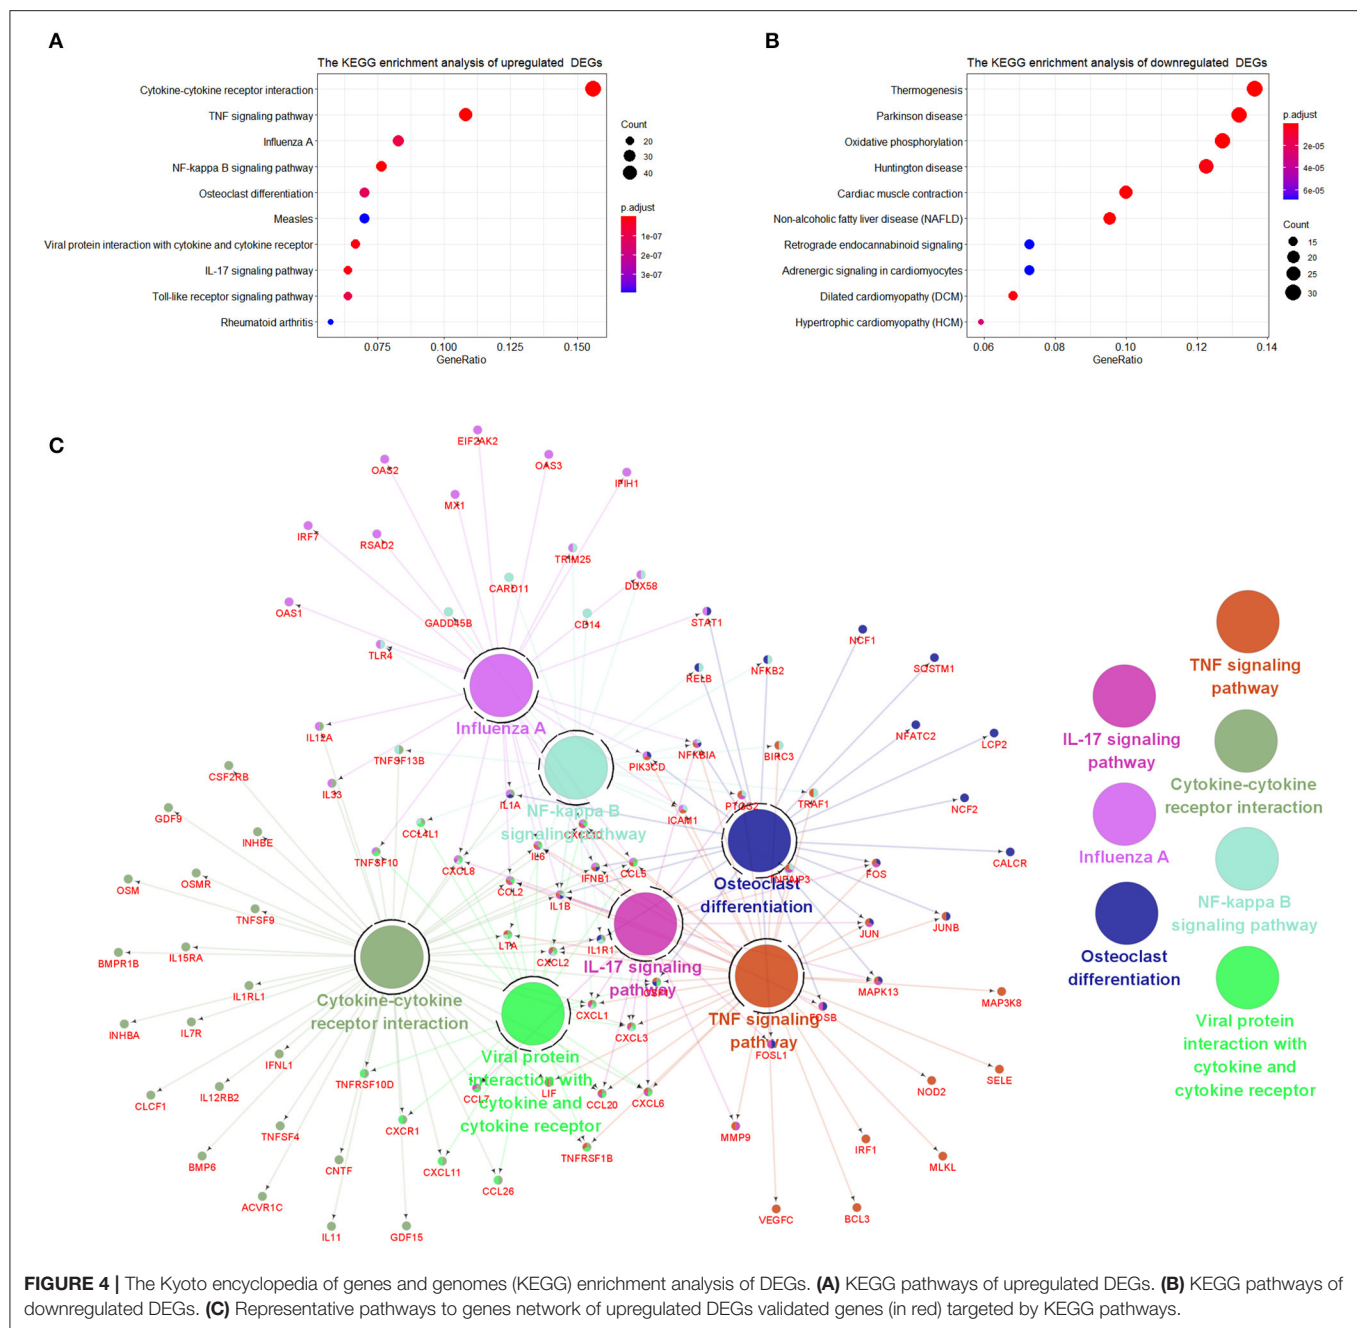 A
The KEGG enrichment analysis of upregulated DEGs
Cytokine-cytokine receptor interaction
TNF signaling pathway
Influenza A
NF-kappa B signaling pathway
Osteoclast differentiation
Measles
Viral protein interaction with cytokine and cytokine receptor
IL-17 signaling pathway
Toll-like receptor signaling pathway
Rheumatoid arthritis
0.075 0.100 0.125 0.150
GeneRatio
Count
20
30
40
p.adjust
1e-07
2e-07
3e-07
B
The KEGG enrichment analysis of downregulated DEGs
Thermogenesis
Parkinson disease
Oxidative phosphorylation
Huntington disease
Cardiac muscle contraction
Non-alcoholic fatty liver disease (NAFLD)
Retrograde endocannabinoid signaling
Adrenergic signaling in cardiomyocytes
Dilated cardiomyopathy (DCM)
Hypertrophic cardiomyopathy (HCM)
0.06 0.08 0.10 0.12 0.14
GeneRatio
p.adjust
2e-05
4e-05
6e-05
Count
15
20
25
30
C
EIF2AK2
OAS2
OAS3
IFIH1
MX1
IRF7
RSAD2
TRIM25
CARD11
DDX58
OAS1
GADD45B
CD14
STAT1
NCF1
TLR4
SQSTM1
RELB
NFKB2
Influenza A
IL12A
NFATC2
LCP2
TNFSF13B
NFKBIA
BIRC3
PIK3CD
CSF2RB
IL33
IL1A
PTGS2
TRAF1
NCF2
GDF9
NF-kappa B
signaling pathway
ICAM1
INHBE
CCL4L1
IL6
CALCR
TNFSF10
CXCL8
IFNB1
CCL5
TNFAIP3
FOS
OSM
OSMR
CCL2
Osteoclast
differentiation
IL1B
TNFSF9
JUN
JUNB
LTA
IL1R1
BMPR1B
IL15RA
CXCL2
IL-17 signaling
pathway
MAPK13
IL1RL1
Cytokine-cytokine
receptor interaction
MAP3K8
CXCL1
TNF signaling
pathway
FOSB
INHBA
IL7R
CXCL3
FOSL1
IFNL1
Viral protein
interaction with
cytokine and
cytokine receptor
TNFRSF10D
SELE
CLCF1
IL12RB2
CCL7
LIF
CCL20
CXCL6
NOD2
TNFSF4
CXCR1
MMP9
IRF1
BMP6
CNTF
CXCL11
TNFRSF1B
MLKL
ACVR1C
CCL26
VEGFC
BCL3
IL11
GDF15
TNF signaling
pathway
IL-17 signaling
pathway
Cytokine-cytokine
receptor interaction
Influenza A
NF-kappa B
signaling pathway
Osteoclast
differentiation
Viral protein
interaction with
cytokine and
cytokine receptor
FIGURE 4 | The Kyoto encyclopedia of genes and genomes (KEGG) enrichment analysis of DEGs. (A) KEGG pathways of upregulated DEGs. (B) KEGG pathways of
downregulated DEGs. (C) Representative pathways to genes network of upregulated DEGs validated genes (in red) targeted by KEGG pathways.